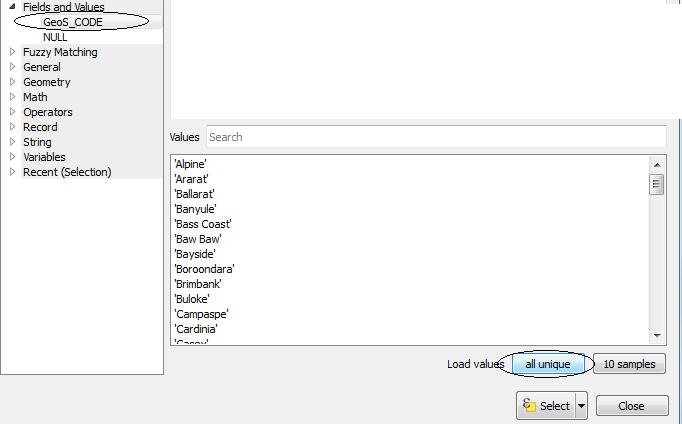 Fields and Values
GeoS_CODE
NULL
Fuzzy Matching
General
Geometry
Math
Operators
Record
String
Variables
Recent (Selection)
Values Search
'Alpine'
'Ararat'
'Ballarat'
'Banyule'
'Bass Coast'
'Baw Baw'
'Bayside'
'Boroondara'
'Brimbank'
'Buloke'
'Campaspe'
'Cardinia'
'Casey'
Load values all unique 10 samples
Select Close